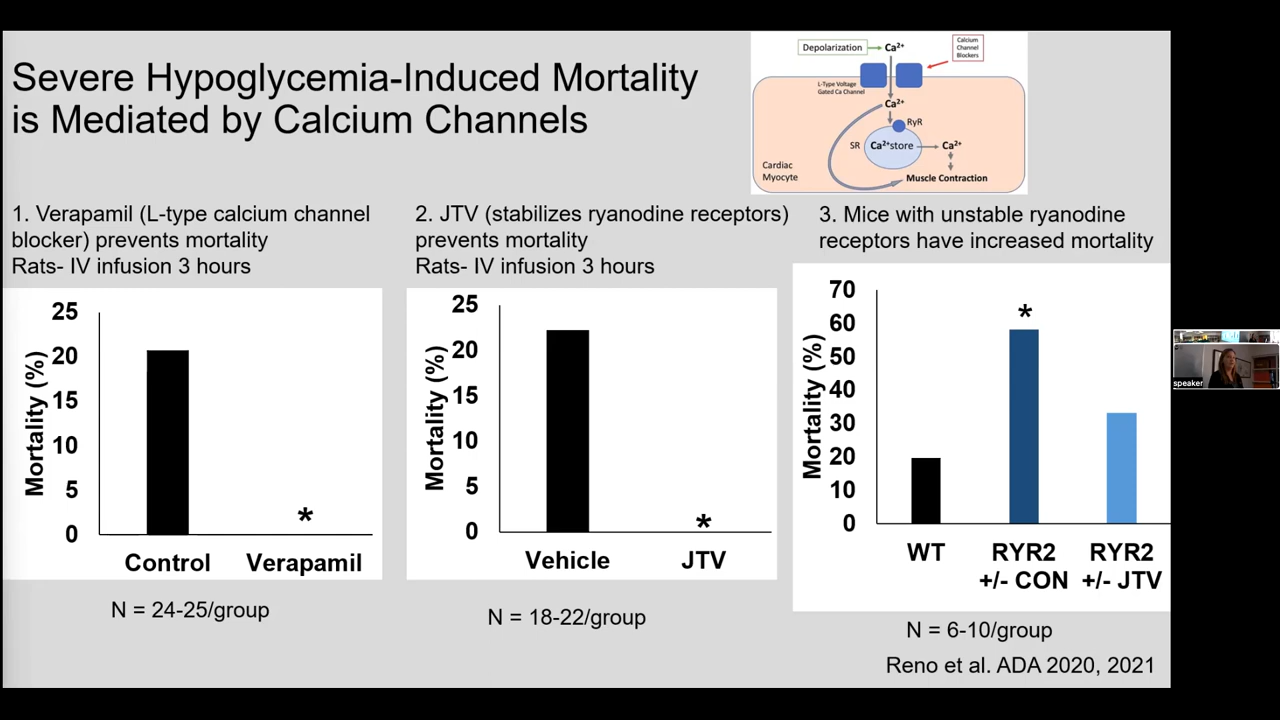 Severe Hypoglycemia-Induced Mortality
is Mediated by Calcium Channels
Depolarization
Ca²⁺
Calcium
Channel
Blockers
L-Type Voltage
Gated Ca Channel
Ca²⁺
RyR
SR
Ca²⁺store
Ca²⁺
Cardiac
Myocyte
Muscle Contraction
1. Verapamil (L-type calcium channel
blocker) prevents mortality
Rats- IV infusion 3 hours
Mortality (%)
25
20
15
10
5
0
*
Control
Verapamil
N = 24-25/group
2. JTV (stabilizes ryanodine receptors)
prevents mortality
Rats- IV infusion 3 hours
Mortality (%)
25
20
15
10
5
0
*
Vehicle
JTV
N = 18-22/group
3. Mice with unstable ryanodine
receptors have increased mortality
Mortality (%)
70
60
50
40
30
20
10
0
*
WT
RYR2
+/- CON
RYR2
+/- JTV
N = 6-10/group
Reno et al. ADA 2020, 2021
speaker